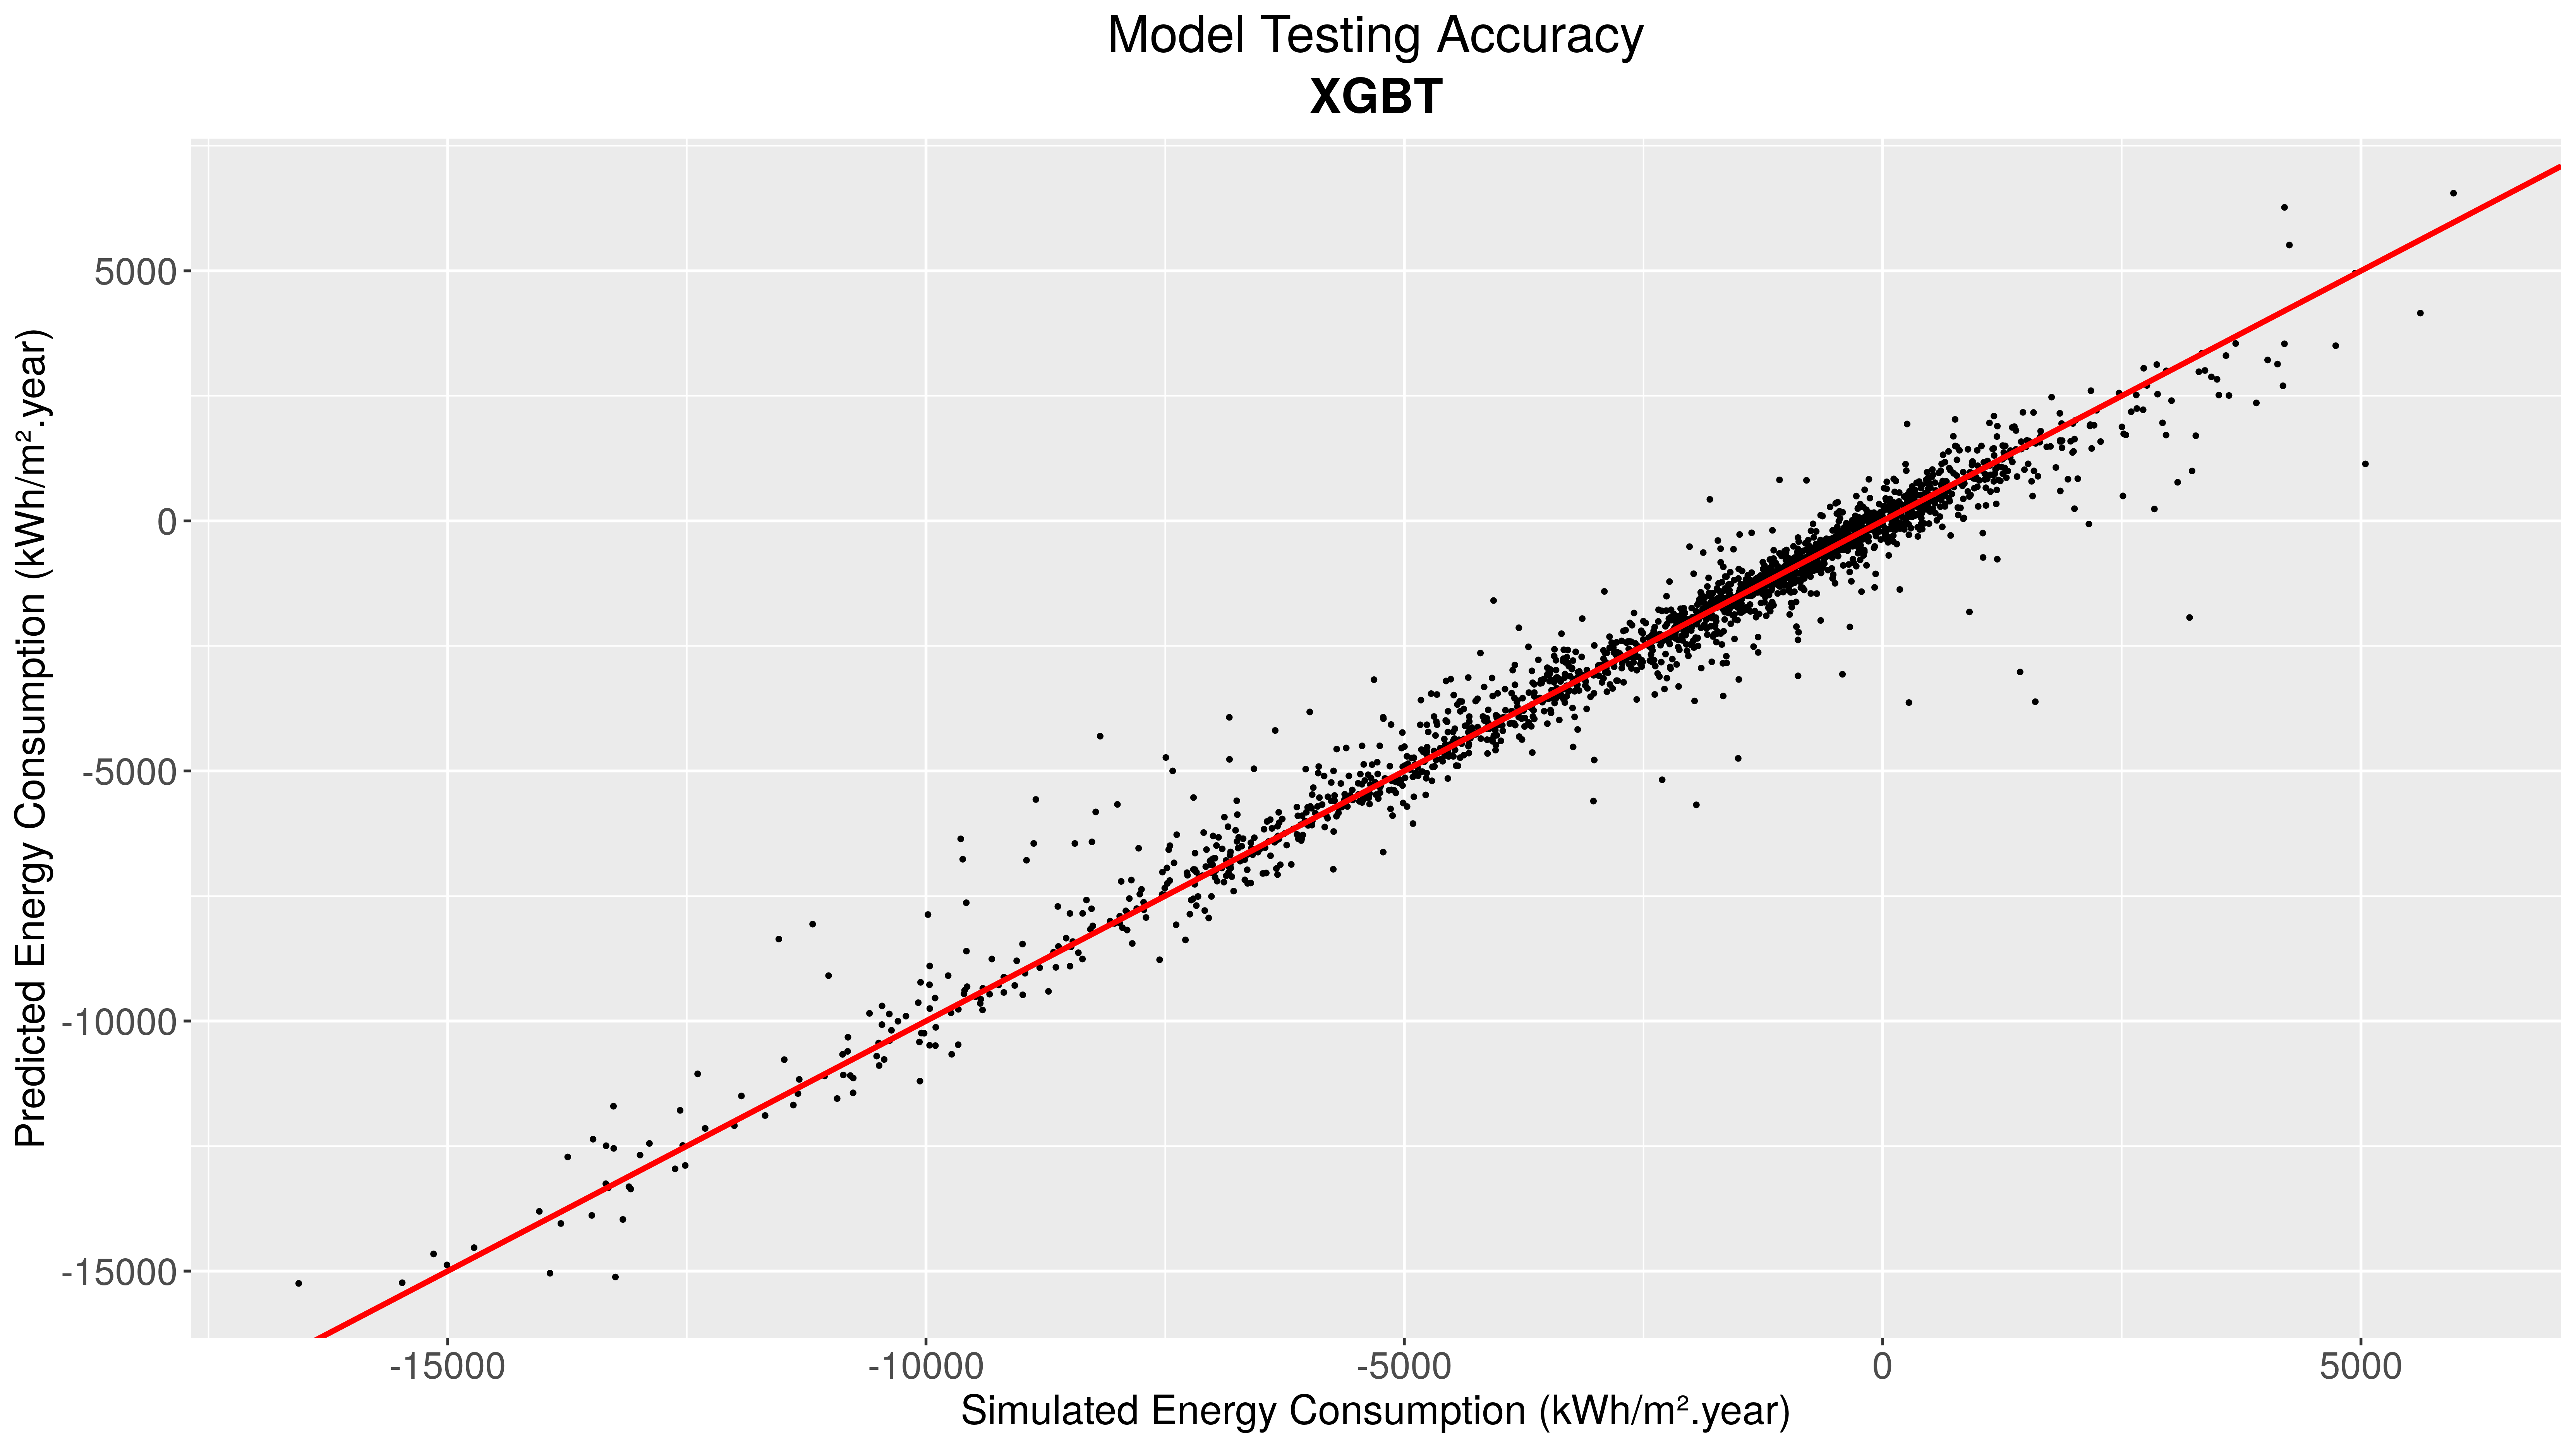 Model Testing Accuracy
XGBT
Predicted Energy Consumption (kWh/m².year)
5000
0
-5000
-10000
-15000
-15000
-10000
-5000
0
5000
Simulated Energy Consumption (kWh/m².year)